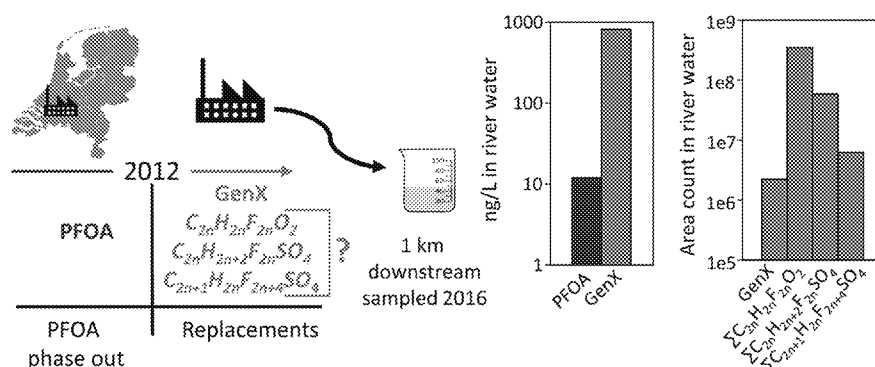 2012
GenX
PFOA
C₂ₙH₂ₙF₂ₙO₂
C₂ₙH₂ₙ₊₂F₂ₙSO₄
C₂ₙ₊₁H₂ₙF₂ₙ₊₄SO₄
?
PFOA
phase out
Replacements
1 km
downstream
sampled 2016
ng/L in river water
1000
100
10
1
PFOA
GenX
Area count in river water
1e9
1e8
1e7
1e6
1e5
GenX
ΣC₂ₙH₂ₙF₂ₙO₂
ΣC₂ₙH₂ₙ₊₂F₂ₙSO₄
ΣC₂ₙ₊₁H₂ₙF₂ₙ₊₄SO₄